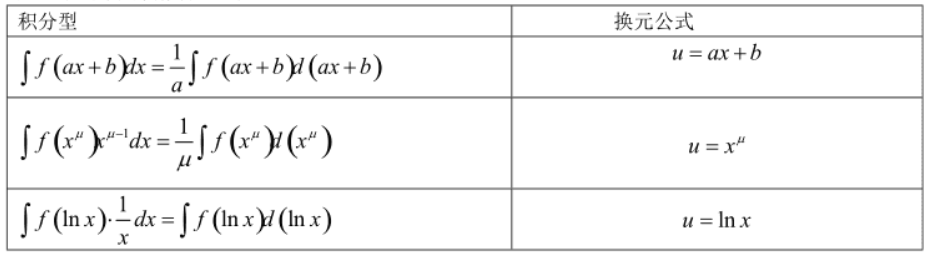 积分型 换元公式
∫ f(ax+b)dx = 1/a ∫ f(ax+b)d(ax+b) u = ax+b
∫ f(x^μ)x^(μ-1)dx = 1/μ ∫ f(x^μ)d(x^μ) u = x^μ
∫ f(ln x)·1/x dx = ∫ f(ln x)d(ln x) u = ln x